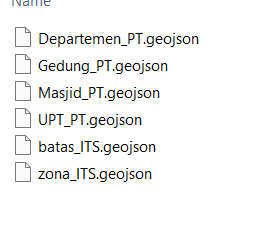 Name
Departemen_PT.geojson
Gedung_PT.geojson
Masjid_PT.geojson
UPT_PT.geojson
batas_ITS.geojson
zona_ITS.geojson